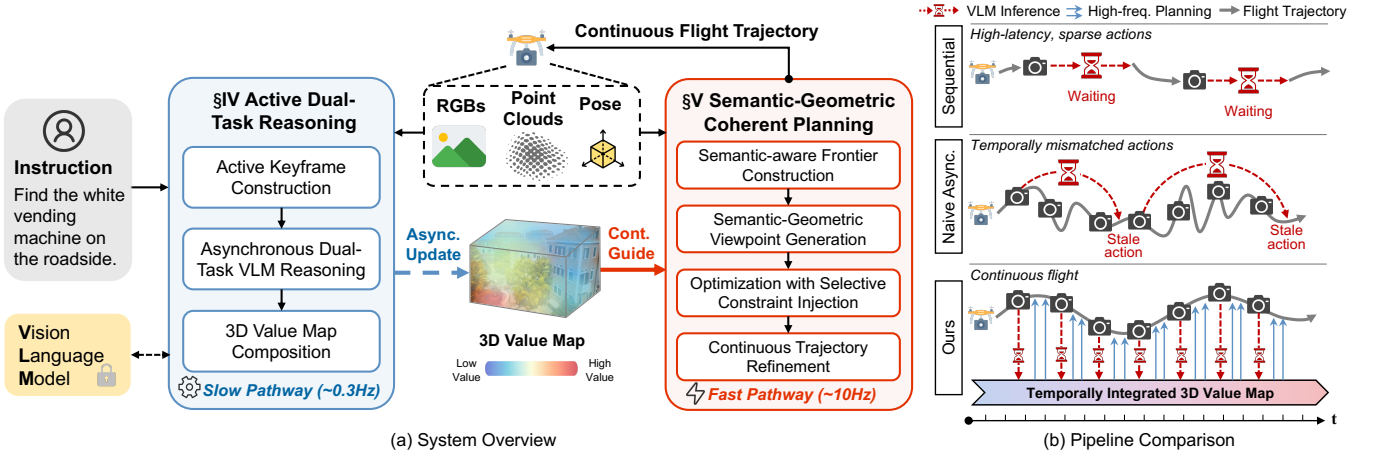 Continuous Flight Trajectory
Instruction
Find the white
vending
machine on
the roadside.
Vision
Language
Model
§IV Active Dual-
Task Reasoning
Active Keyframe
Construction
Asynchronous Dual-
Task VLM Reasoning
3D Value Map
Composition
Slow Pathway (~0.3Hz)
RGBs
Point
Clouds
Pose
Async.
Update
Cont.
Guide
3D Value Map
Low
Value
High
Value
§V Semantic-Geometric
Coherent Planning
Semantic-aware Frontier
Construction
Semantic-Geometric
Viewpoint Generation
Optimization with Selective
Constraint Injection
Continuous Trajectory
Refinement
Fast Pathway (~10Hz)
(a) System Overview
VLM Inference
High-freq. Planning
Flight Trajectory
Sequential
High-latency, sparse actions
Waiting
Waiting
Naive Async.
Temporally mismatched actions
Stale
action
Stale
action
Ours
Continuous flight
Temporally Integrated 3D Value Map
t
(b) Pipeline Comparison